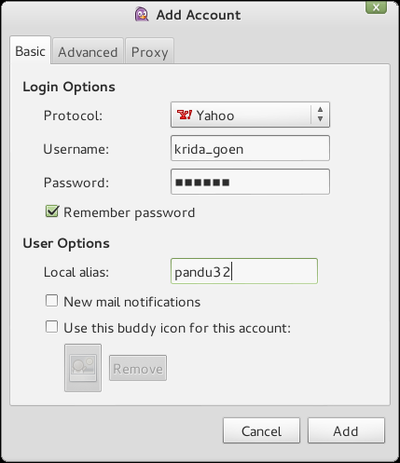 Add Account
Basic Advanced Proxy
Login Options
Protocol: Yahoo
Username: krida_goen
Password: ▪▪▪▪▪▪
Remember password
User Options
Local alias: pandu32
New mail notifications
Use this buddy icon for this account:
Remove
Cancel Add